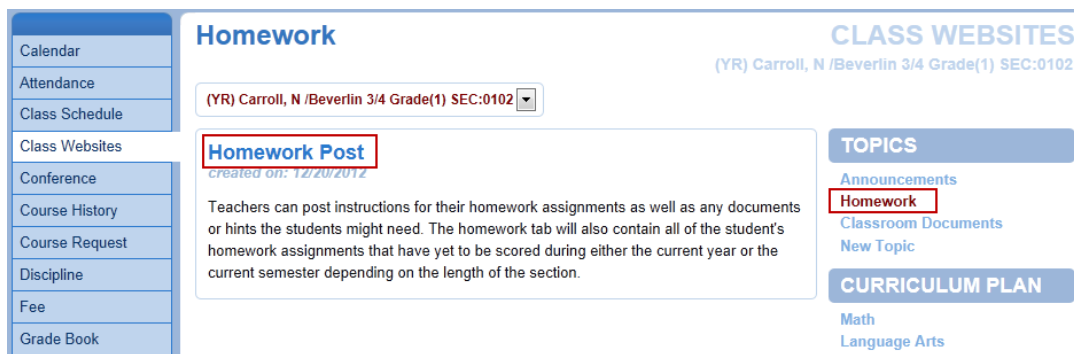 Calendar
Attendance
Class Schedule
Class Websites
Conference
Course History
Course Request
Discipline
Fee
Grade Book
Homework
CLASS WEBSITES
(YR) Carroll, N /Beverlin 3/4 Grade(1) SEC:0102
(YR) Carroll, N /Beverlin 3/4 Grade(1) SEC:0102
Homework Post
created on: 12/20/2012
Teachers can post instructions for their homework assignments as well as any documents
or hints the students might need. The homework tab will also contain all of the student's
homework assignments that have yet to be scored during either the current year or the
current semester depending on the length of the section.
TOPICS
Announcements
Homework
Classroom Documents
New Topic
CURRICULUM PLAN
Math
Language Arts